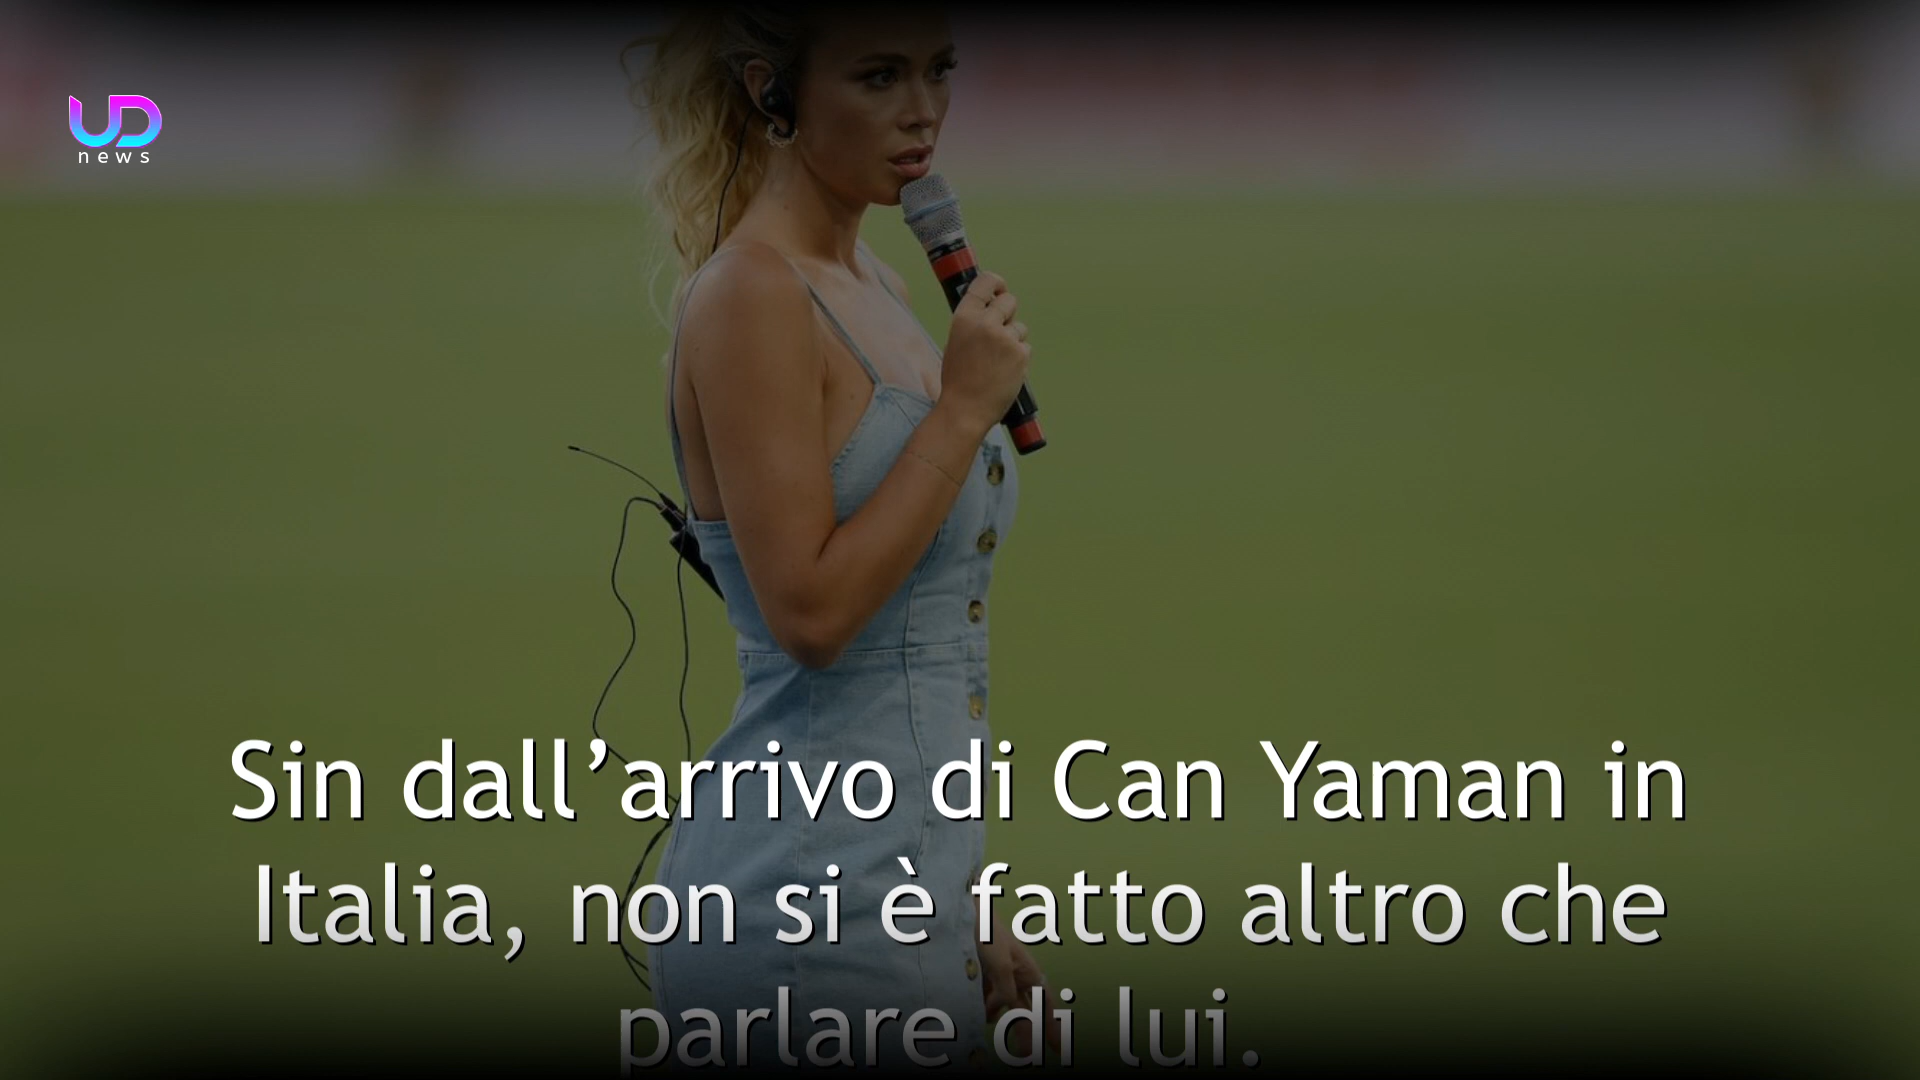 UD
news
Sin dall’arrivo di Can Yaman in
Italia, non si è fatto altro che
parlare di lui.